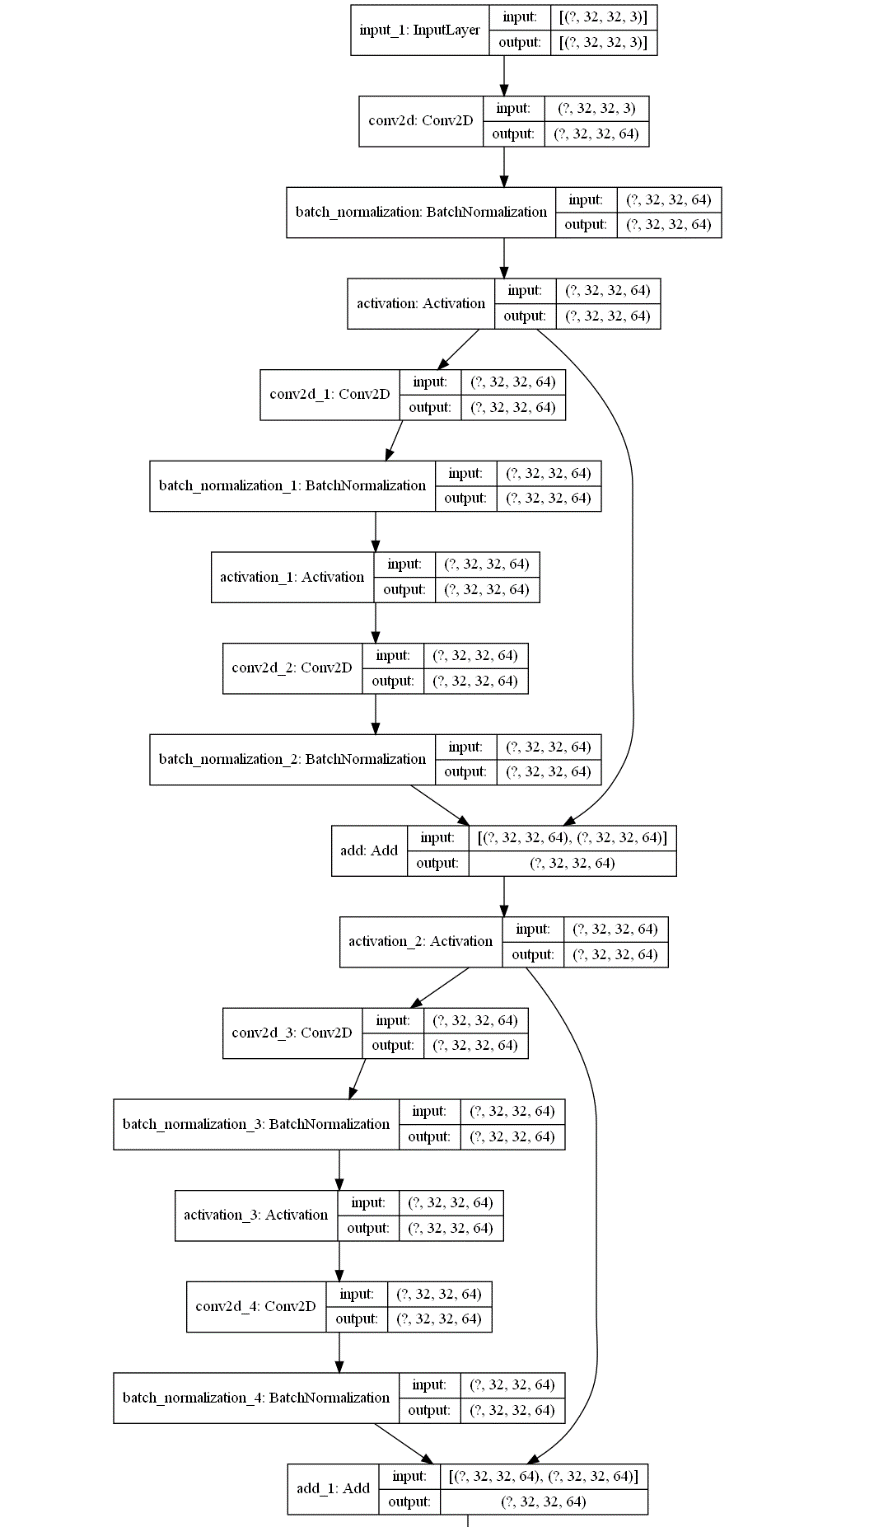 input_1: InputLayer
input: [(?, 32, 32, 3)]
output: [(?, 32, 32, 3)]
conv2d: Conv2D
input: (?, 32, 32, 3)
output: (?, 32, 32, 64)
batch_normalization: BatchNormalization
input: (?, 32, 32, 64)
output: (?, 32, 32, 64)
activation: Activation
input: (?, 32, 32, 64)
output: (?, 32, 32, 64)
conv2d_1: Conv2D
input: (?, 32, 32, 64)
output: (?, 32, 32, 64)
batch_normalization_1: BatchNormalization
input: (?, 32, 32, 64)
output: (?, 32, 32, 64)
activation_1: Activation
input: (?, 32, 32, 64)
output: (?, 32, 32, 64)
conv2d_2: Conv2D
input: (?, 32, 32, 64)
output: (?, 32, 32, 64)
batch_normalization_2: BatchNormalization
input: (?, 32, 32, 64)
output: (?, 32, 32, 64)
add: Add
input: [(?, 32, 32, 64), (?, 32, 32, 64)]
output: (?, 32, 32, 64)
activation_2: Activation
input: (?, 32, 32, 64)
output: (?, 32, 32, 64)
conv2d_3: Conv2D
input: (?, 32, 32, 64)
output: (?, 32, 32, 64)
batch_normalization_3: BatchNormalization
input: (?, 32, 32, 64)
output: (?, 32, 32, 64)
activation_3: Activation
input: (?, 32, 32, 64)
output: (?, 32, 32, 64)
conv2d_4: Conv2D
input: (?, 32, 32, 64)
output: (?, 32, 32, 64)
batch_normalization_4: BatchNormalization
input: (?, 32, 32, 64)
output: (?, 32, 32, 64)
add_1: Add
input: [(?, 32, 32, 64), (?, 32, 32, 64)]
output: (?, 32, 32, 64)